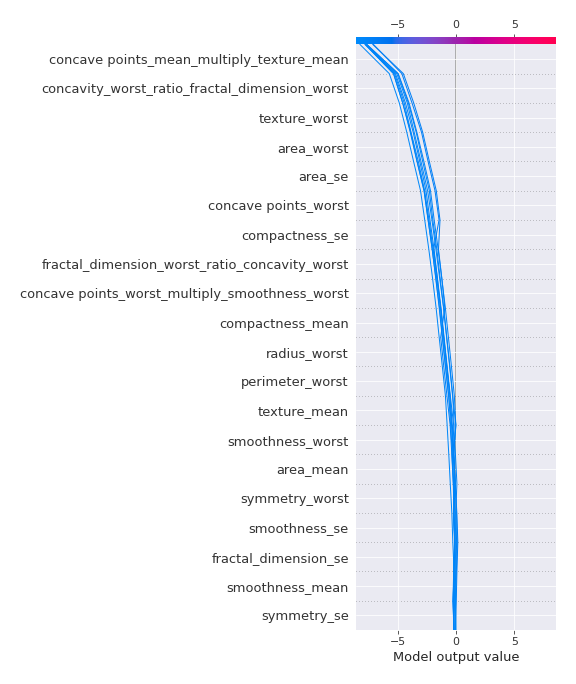 −5 0 5
concave points_mean_multiply_texture_mean
concavity_worst_ratio_fractal_dimension_worst
texture_worst
area_worst
area_se
concave points_worst
compactness_se
fractal_dimension_worst_ratio_concavity_worst
concave points_worst_multiply_smoothness_worst
compactness_mean
radius_worst
perimeter_worst
texture_mean
smoothness_worst
area_mean
symmetry_worst
smoothness_se
fractal_dimension_se
smoothness_mean
symmetry_se
−5 0 5
Model output value